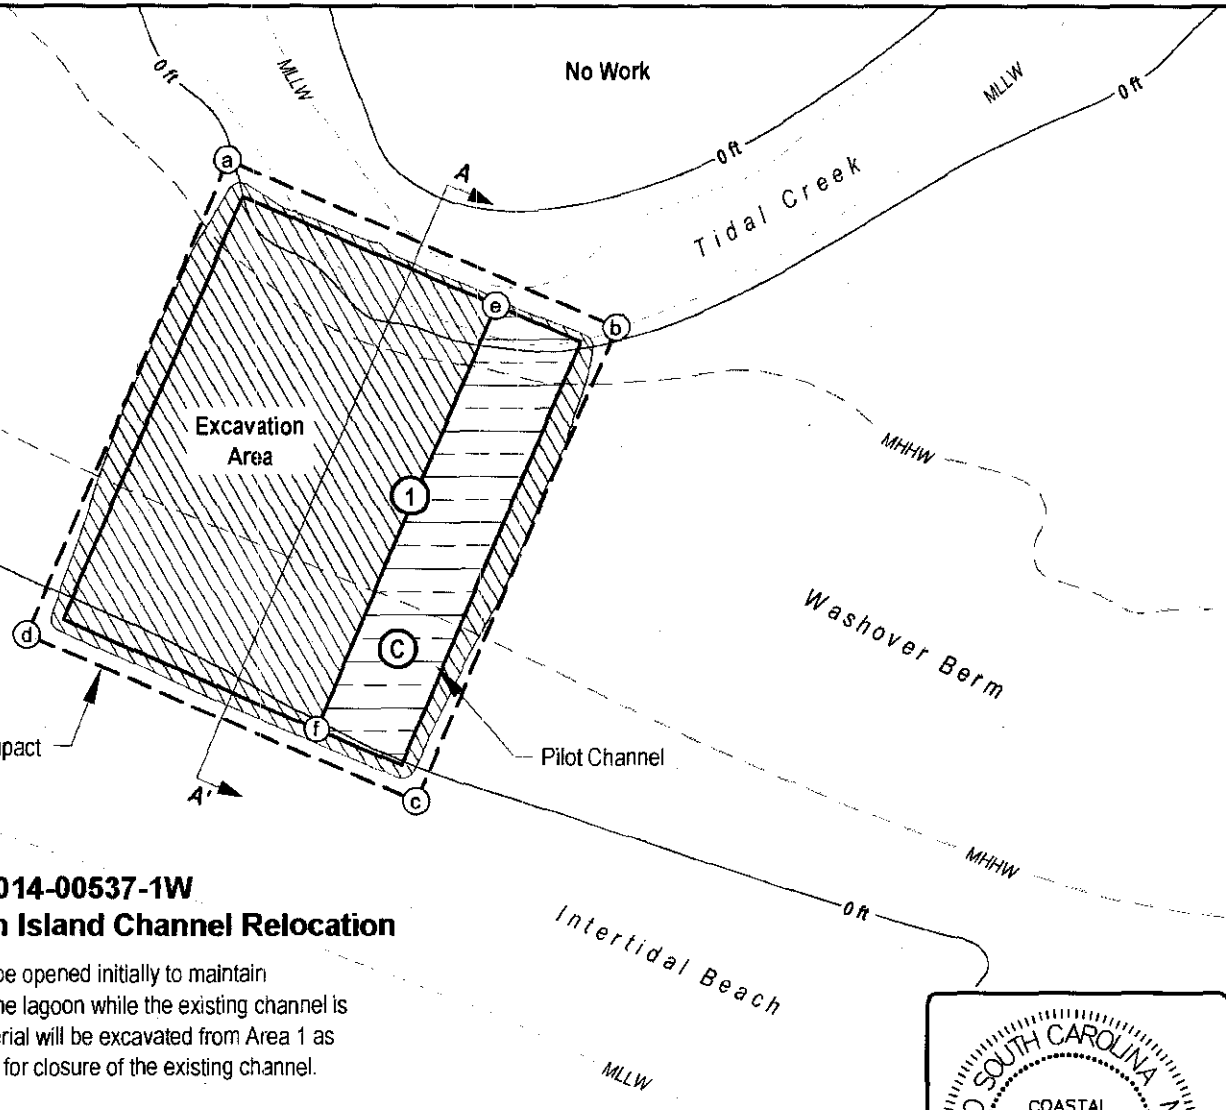 No Work
0 ft
MLLW
MLLW
0 ft
0 ft
a
A
Tidal Creek
e
b
Excavation
Area
MHHW
1
Washover Berm
d
C
f
Pilot Channel
pact
A'
c
MHHW
014-00537-1W
n Island Channel Relocation
0 ft
Intertidal Beach
be opened initially to maintain
he lagoon while the existing channel is
erial will be excavated from Area 1 as
for closure of the existing channel.
MLLW
SOUTH CAROLINA
COASTAL